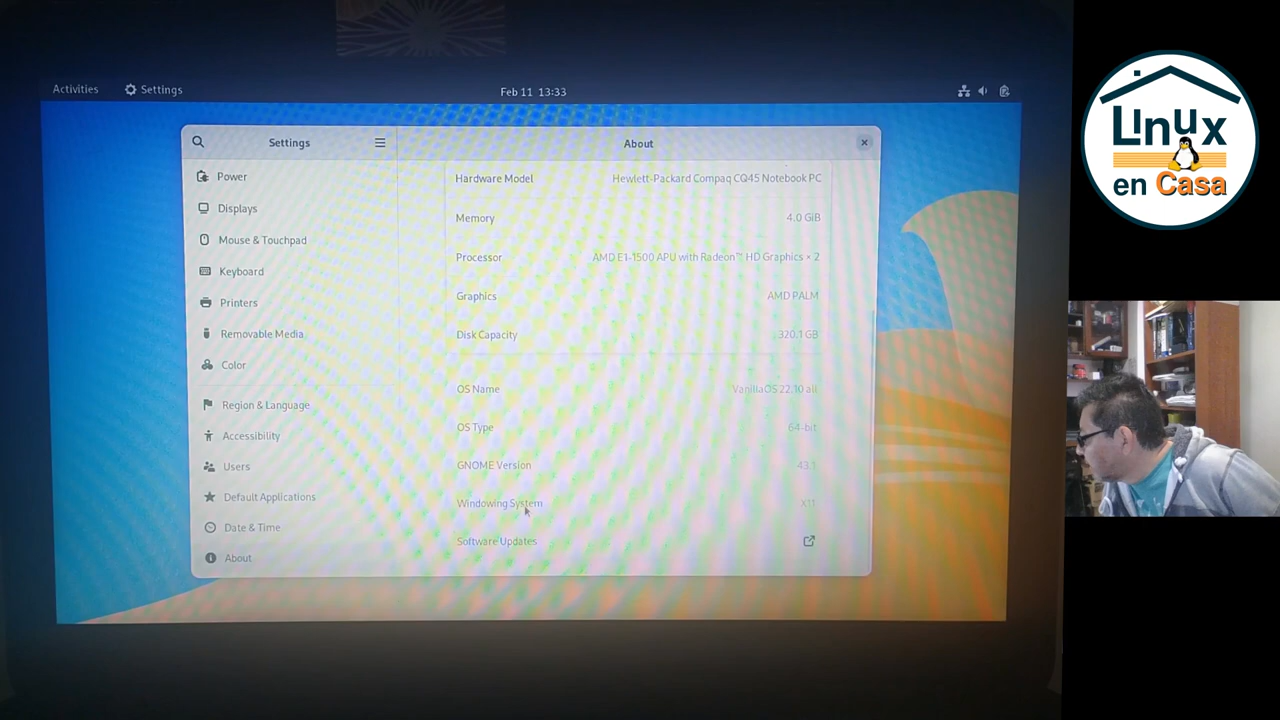 Activities Settings Feb 11 13:33
Settings
About
Power
Displays
Mouse & Touchpad
Keyboard
Printers
Removable Media
Color
Region & Language
Accessibility
Users
Default Applications
Date & Time
About
Hardware Model Hewlett-Packard Compaq CQ45 Notebook PC
Memory 4.0 GiB
Processor AMD E1-1500 APU with Radeon™ HD Graphics × 2
Graphics AMD PALM
Disk Capacity 320.1 GB
OS Name VanillaOS 22.10 all
OS Type 64-bit
GNOME Version 43.1
Windowing System X11
Software Updates
Linux
en Casa